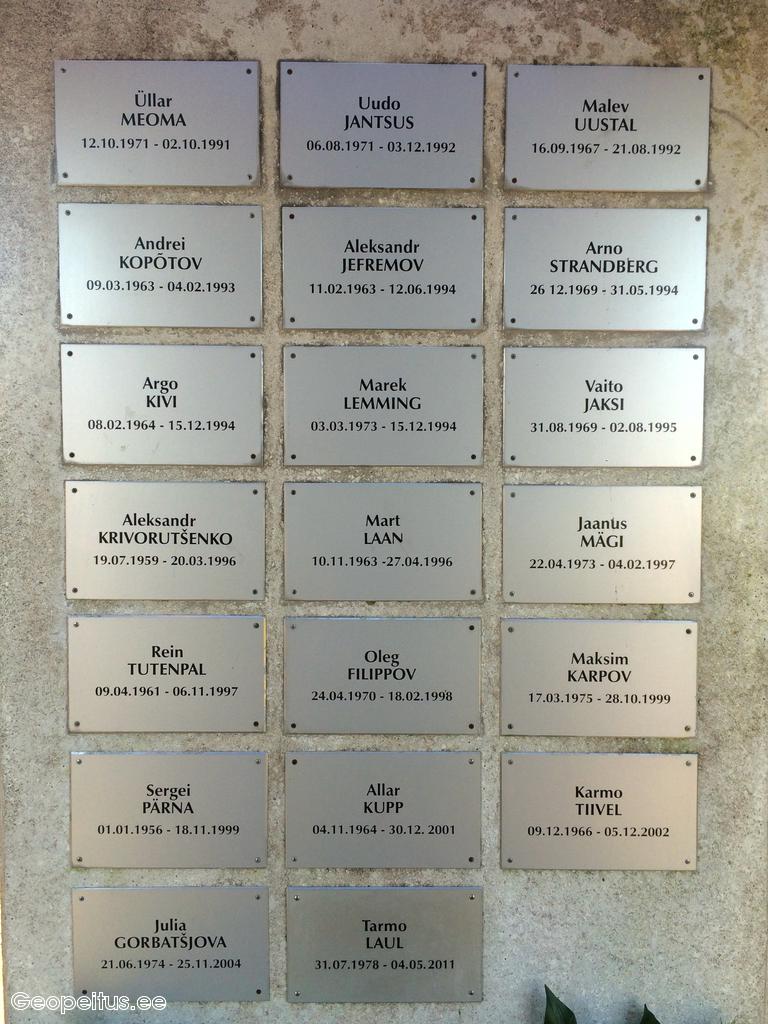 Üllar
MEOMA
12.10.1971 - 02.10.1991
Uudo
JANTSUS
06.08.1971 - 03.12.1992
Malev
UUSTAL
16.09.1967 - 21.08.1992
Andrei
KOPÕTOV
09.03.1963 - 04.02.1993
Aleksandr
JEFREMOV
11.02.1963 - 12.06.1994
Arno
STRANDBERG
26 12.1969 - 31.05.1994
Argo
KIVI
08.02.1964 - 15.12.1994
Marek
LEMMING
03.03.1973 - 15.12.1994
Vaito
JAKSI
31.08.1969 - 02.08.1995
Aleksandr
KRIVORUTŠENKO
19.07.1959 - 20.03.1996
Mart
LAAN
10.11.1963 -27.04.1996
Jaanus
MÄGI
22.04.1973 - 04.02.1997
Rein
TUTENPAL
09.04.1961 - 06.11.1997
Oleg
FILIPPOV
24.04.1970 - 18.02.1998
Maksim
KARPOV
17.03.1975 - 28.10.1999
Sergei
PÄRNA
01.01.1956 - 18.11.1999
Allar
KUPP
04.11.1964 - 30.12. 2001
Karmo
TIIVEL
09.12.1966 - 05.12.2002
Julia
GORBATŠJOVA
21.06.1974 - 25.11.2004
Tarmo
LAUL
31.07.1978 - 04.05.2011
Geopeitus.ee